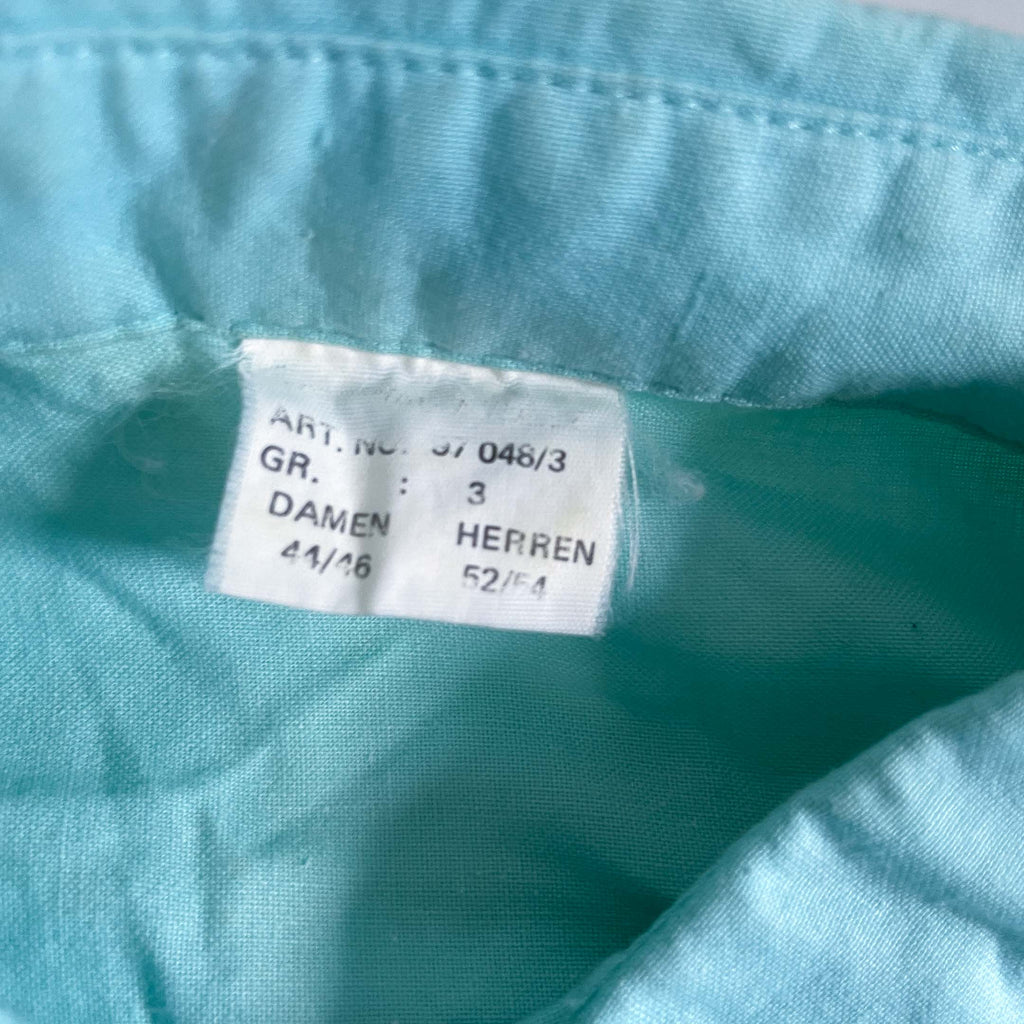 ART. NO. 37 048/3
GR. : 3
DAMEN HERREN
44/46 52/54